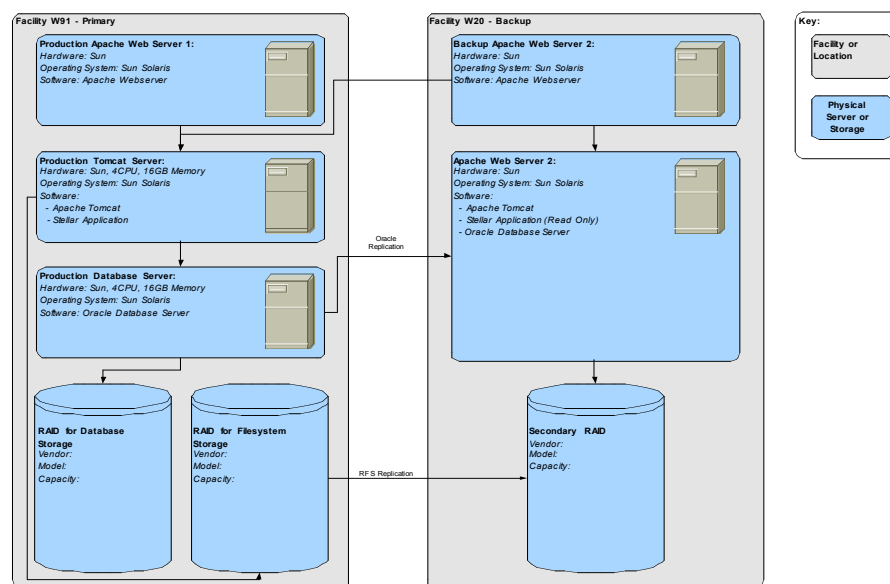 Facility W91 - Primary
Production Apache Web Server 1:
Hardware: Sun
Operating System: Sun Solaris
Software: Apache Webserver
Production Tomcat Server:
Hardware: Sun, 4CPU, 16GB Memory
Operating System: Sun Solaris
Software:
- Apache Tomcat
- Stellar Application
Production Database Server:
Hardware: Sun, 4CPU, 16GB Memory
Operating System: Sun Solaris
Software: Oracle Database Server
RAID for Database
Storage
Vendor:
Model:
Capacity:
RAID for Filesystem
Storage
Vendor:
Model:
Capacity:
Oracle
Replication
RFS Replication
Facility W20 - Backup
Backup Apache Web Server 2:
Hardware: Sun
Operating System: Sun Solaris
Software: Apache Webserver
Apache Web Server 2:
Hardware: Sun
Operating System: Sun Solaris
Software:
- Apache Tomcat
- Stellar Application (Read Only)
- Oracle Database Server
Secondary RAID
Vendor:
Model:
Capacity:
Key:
Facility or
Location
Physical
Server or
Storage